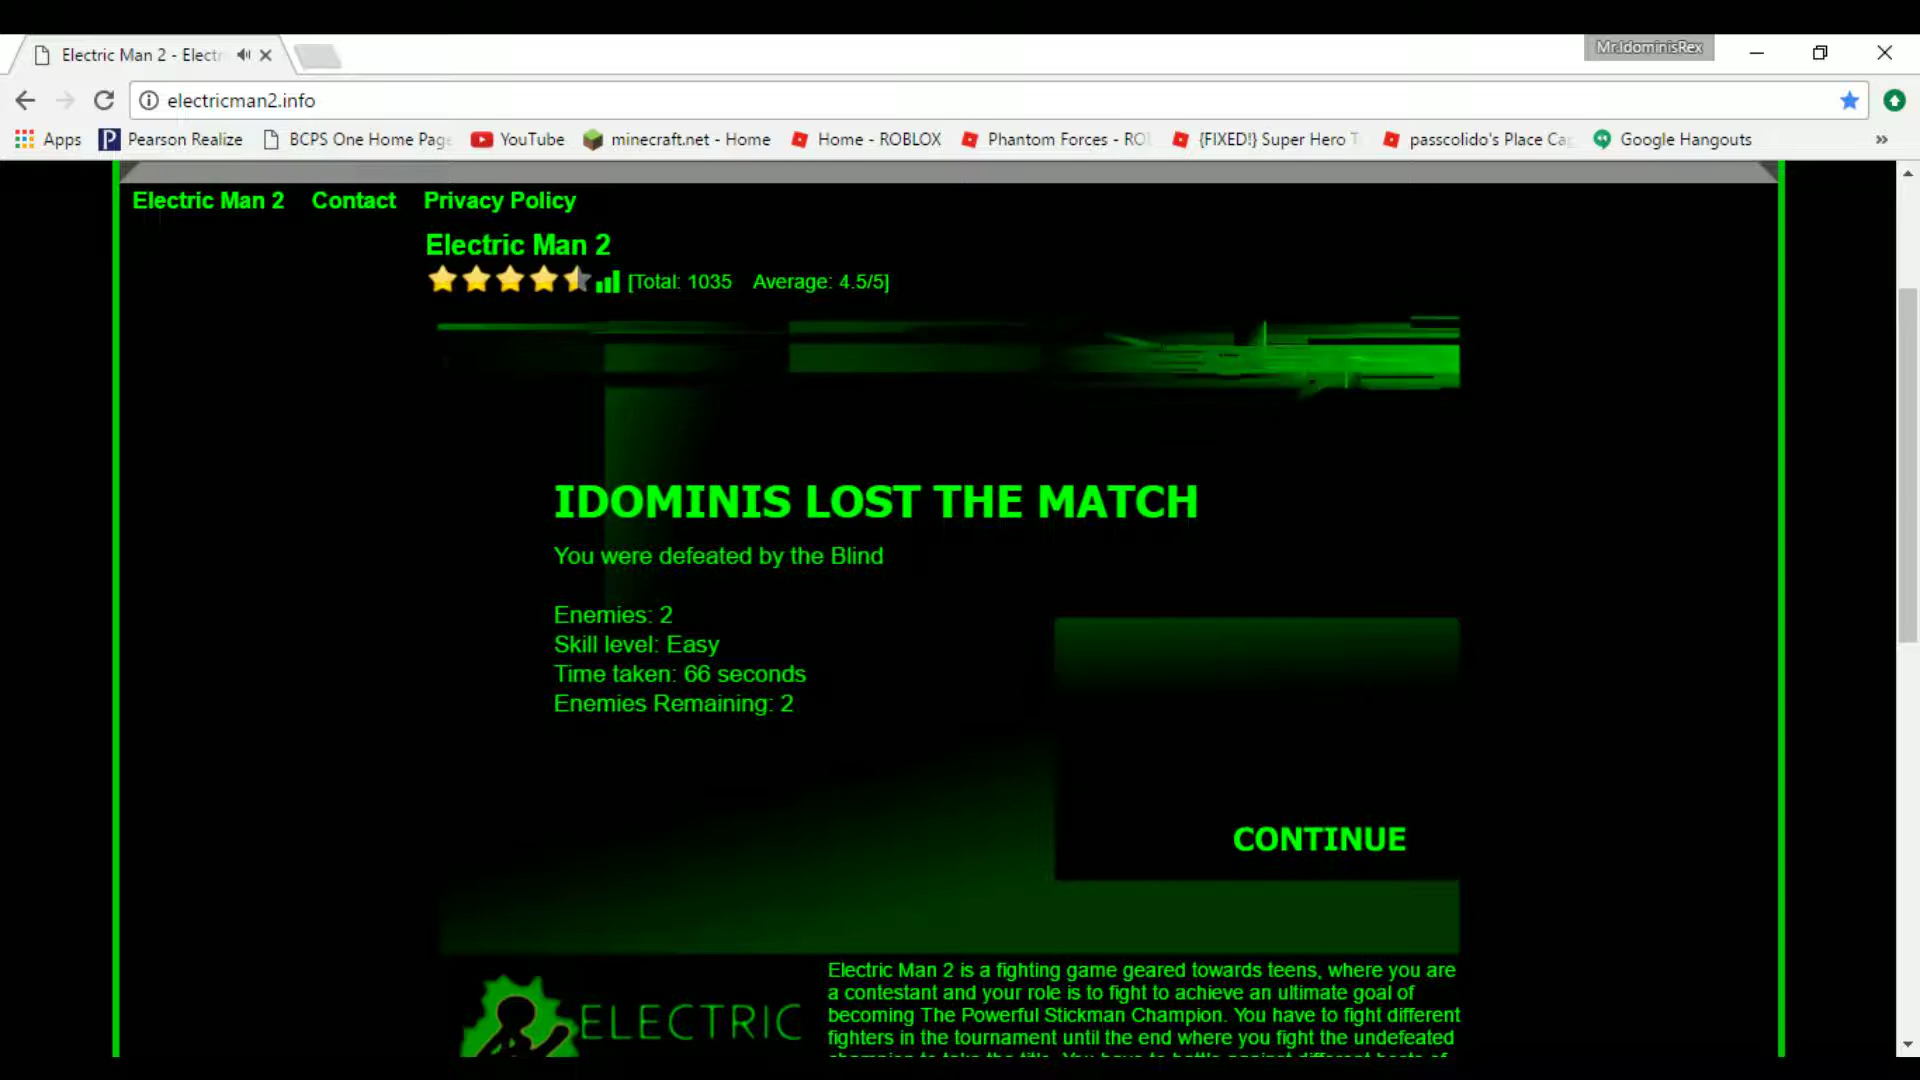 Electric Man 2 - Electr
Mr.IdominisRex
electricman2.info
Apps Pearson Realize BCPS One Home Page YouTube minecraft.net - Home Home - ROBLOX Phantom Forces - RO {FIXED!} Super Hero T passcolido's Place Ca Google Hangouts »
Electric Man 2 Contact Privacy Policy
Electric Man 2
[Total: 1035 Average: 4.5/5]
IDOMINIS LOST THE MATCH
You were defeated by the Blind
Enemies: 2
Skill level: Easy
Time taken: 66 seconds
Enemies Remaining: 2
CONTINUE
ELECTRIC
Electric Man 2 is a fighting game geared towards teens, where you are
a contestant and your role is to fight to achieve an ultimate goal of
becoming The Powerful Stickman Champion. You have to fight different
fighters in the tournament until the end where you fight the undefeated